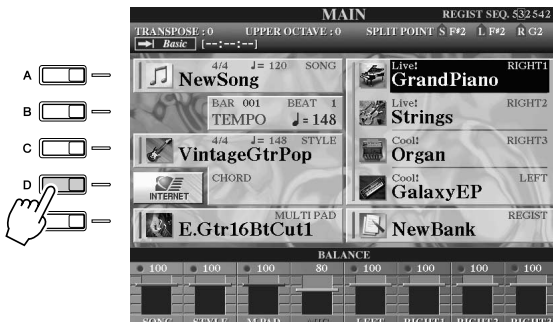 MAIN
REGIST SEQ. 532542
TRANSPOSE : 0 UPPER OCTAVE : 0 SPLIT POINT S F#2 L F#2 R G2
Basic [--:--:--]
4/4 ♩= 120 SONG
NewSong
BAR 001 BEAT 1
TEMPO ♩= 148
4/4 ♩= 148 STYLE
VintageGtrPop
CHORD
INTERNET
MULTI PAD
E.Gtr16BtCut1
Live! RIGHT1
GrandPiano
Live! RIGHT2
Strings
Cool! RIGHT3
Organ
Cool! LEFT
GalaxyEP
REGIST
NewBank
A
B
C
D
BALANCE
100 100 100 80 100 100 100 100
SONG STYLE M.PAD LEFT RIGHT1 RIGHT2 RIGHT3